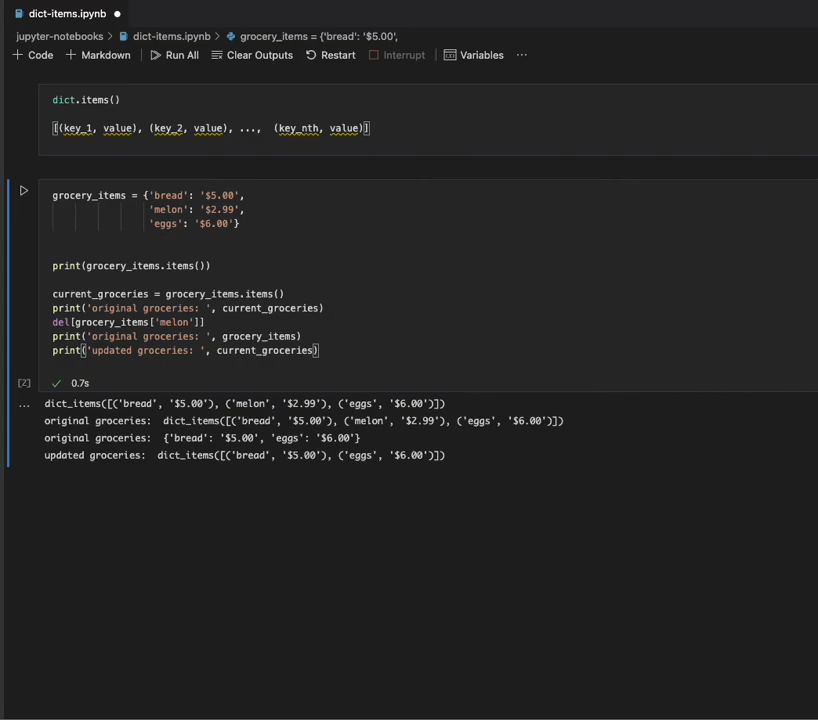 dict-items.ipynb
jupyter-notebooks > dict-items.ipynb > grocery_items = {'bread': '$5.00',
+ Code + Markdown Run All Clear Outputs Restart Interrupt Variables ...
dict.items()
[(key_1, value), (key_2, value), ..., (key_nth, value)]
grocery_items = {'bread': '$5.00',
'melon': '$2.99',
'eggs': '$6.00'}
print(grocery_items.items())
current_groceries = grocery_items.items()
print('original groceries: ', current_groceries)
del[grocery_items['melon']]
print('original groceries: ', grocery_items)
print('updated groceries: ', current_groceries)
[2] ✓ 0.7s
... dict_items([('bread', '$5.00'), ('melon', '$2.99'), ('eggs', '$6.00')])
original groceries:  dict_items([('bread', '$5.00'), ('melon', '$2.99'), ('eggs', '$6.00')])
original groceries:  {'bread': '$5.00', 'eggs': '$6.00'}
updated groceries:  dict_items([('bread', '$5.00'), ('eggs', '$6.00')])